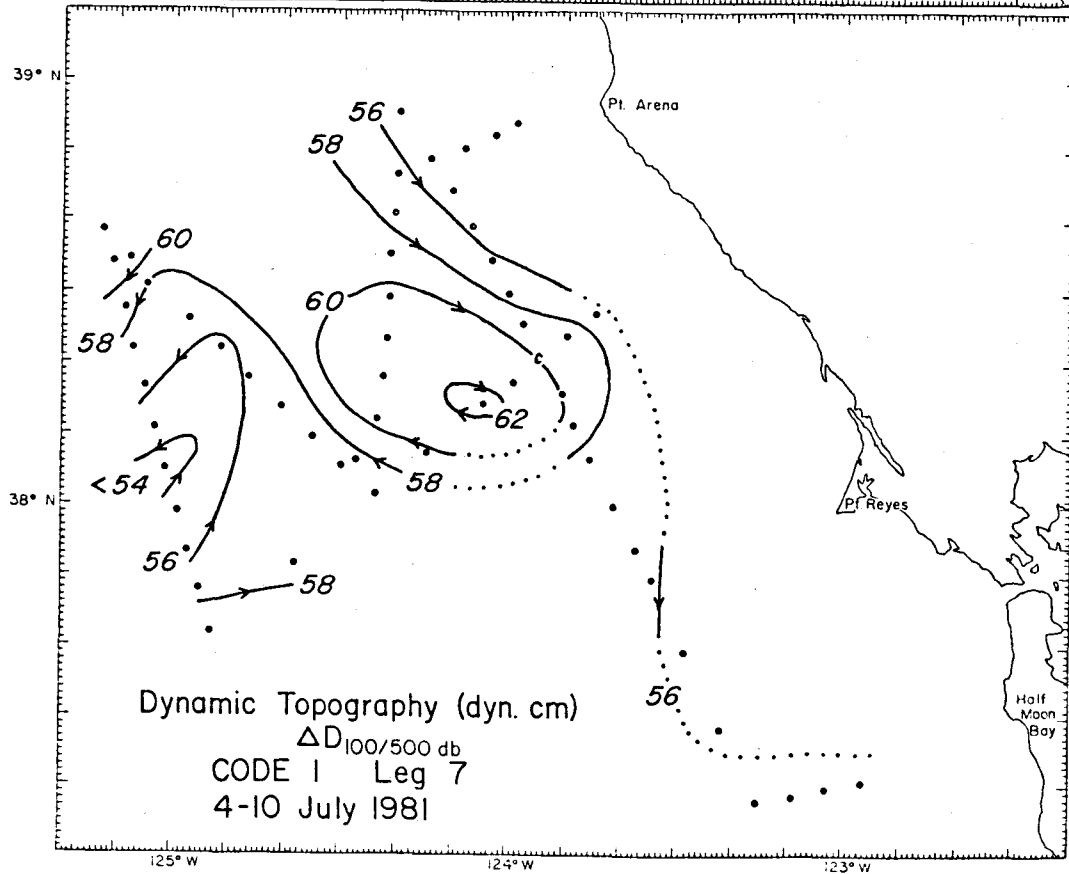 39° N
Pt. Arena
56
58
60
58
60
62
<54
58
38° N
Pt. Reyes
56
58
56
Half
Moon
Bay
Dynamic Topography (dyn. cm)
△D100/500 db
CODE 1 Leg 7
4-10 July 1981
125° W
124° W
123° W